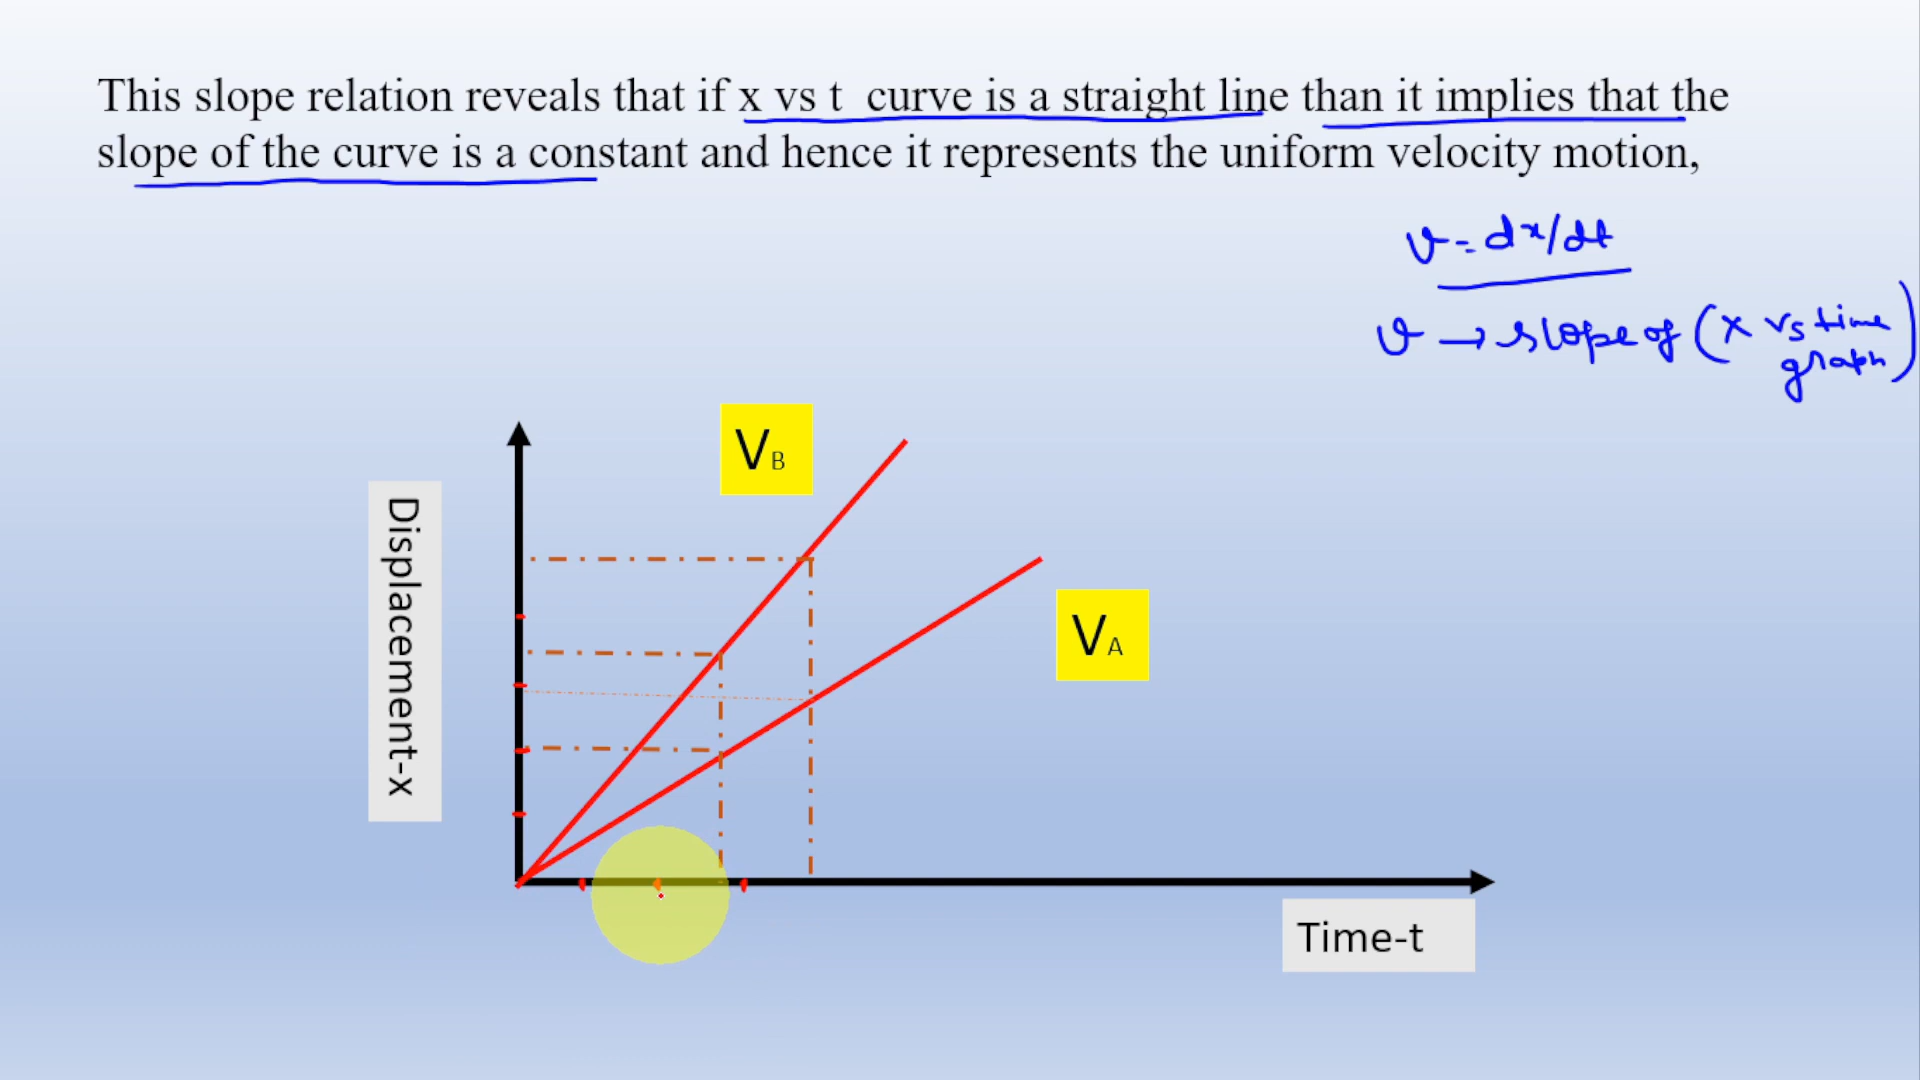 This slope relation reveals that if x vs t curve is a straight line than it implies that the
slope of the curve is a constant and hence it represents the uniform velocity motion,
v = dx/dt
v → slope of (x vs time
graph)
VB
Displacement-x
VA
Time-t